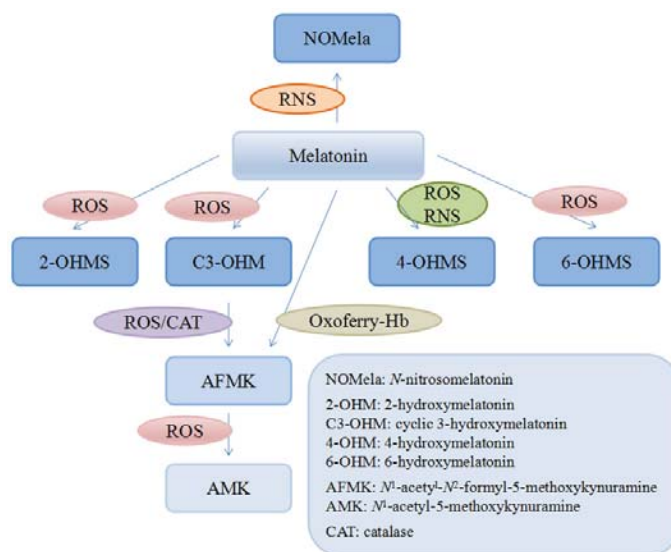 NOMela
RNS
Melatonin
ROS
ROS
ROS
RNS
ROS
2-OHMS
C3-OHM
4-OHMS
6-OHMS
ROS/CAT
Oxoferry-Hb
AFMK
ROS
AMK
NOMela: N-nitrosomelatonin
2-OHM: 2-hydroxymelatonin
C3-OHM: cyclic 3-hydroxymelatonin
4-OHM: 4-hydroxymelatonin
6-OHM: 6-hydroxymelatonin
AFMK: N¹-acetyl-N²-formyl-5-methoxykynuramine
AMK: N¹-acetyl-5-methoxykynuramine
CAT: catalase